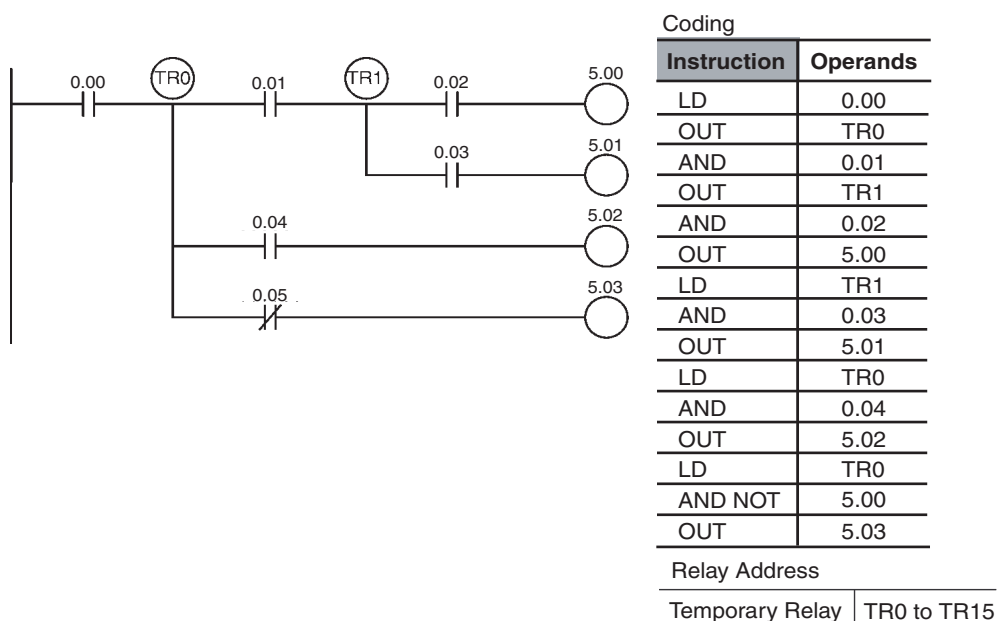 0.00 TR0 0.01 TR1 0.02 5.00
0.03 5.01
0.04 5.02
0.05 5.03
Coding
Instruction Operands
LD 0.00
OUT TR0
AND 0.01
OUT TR1
AND 0.02
OUT 5.00
LD TR1
AND 0.03
OUT 5.01
LD TR0
AND 0.04
OUT 5.02
LD TR0
AND NOT 5.00
OUT 5.03
Relay Address
Temporary Relay TR0 to TR15